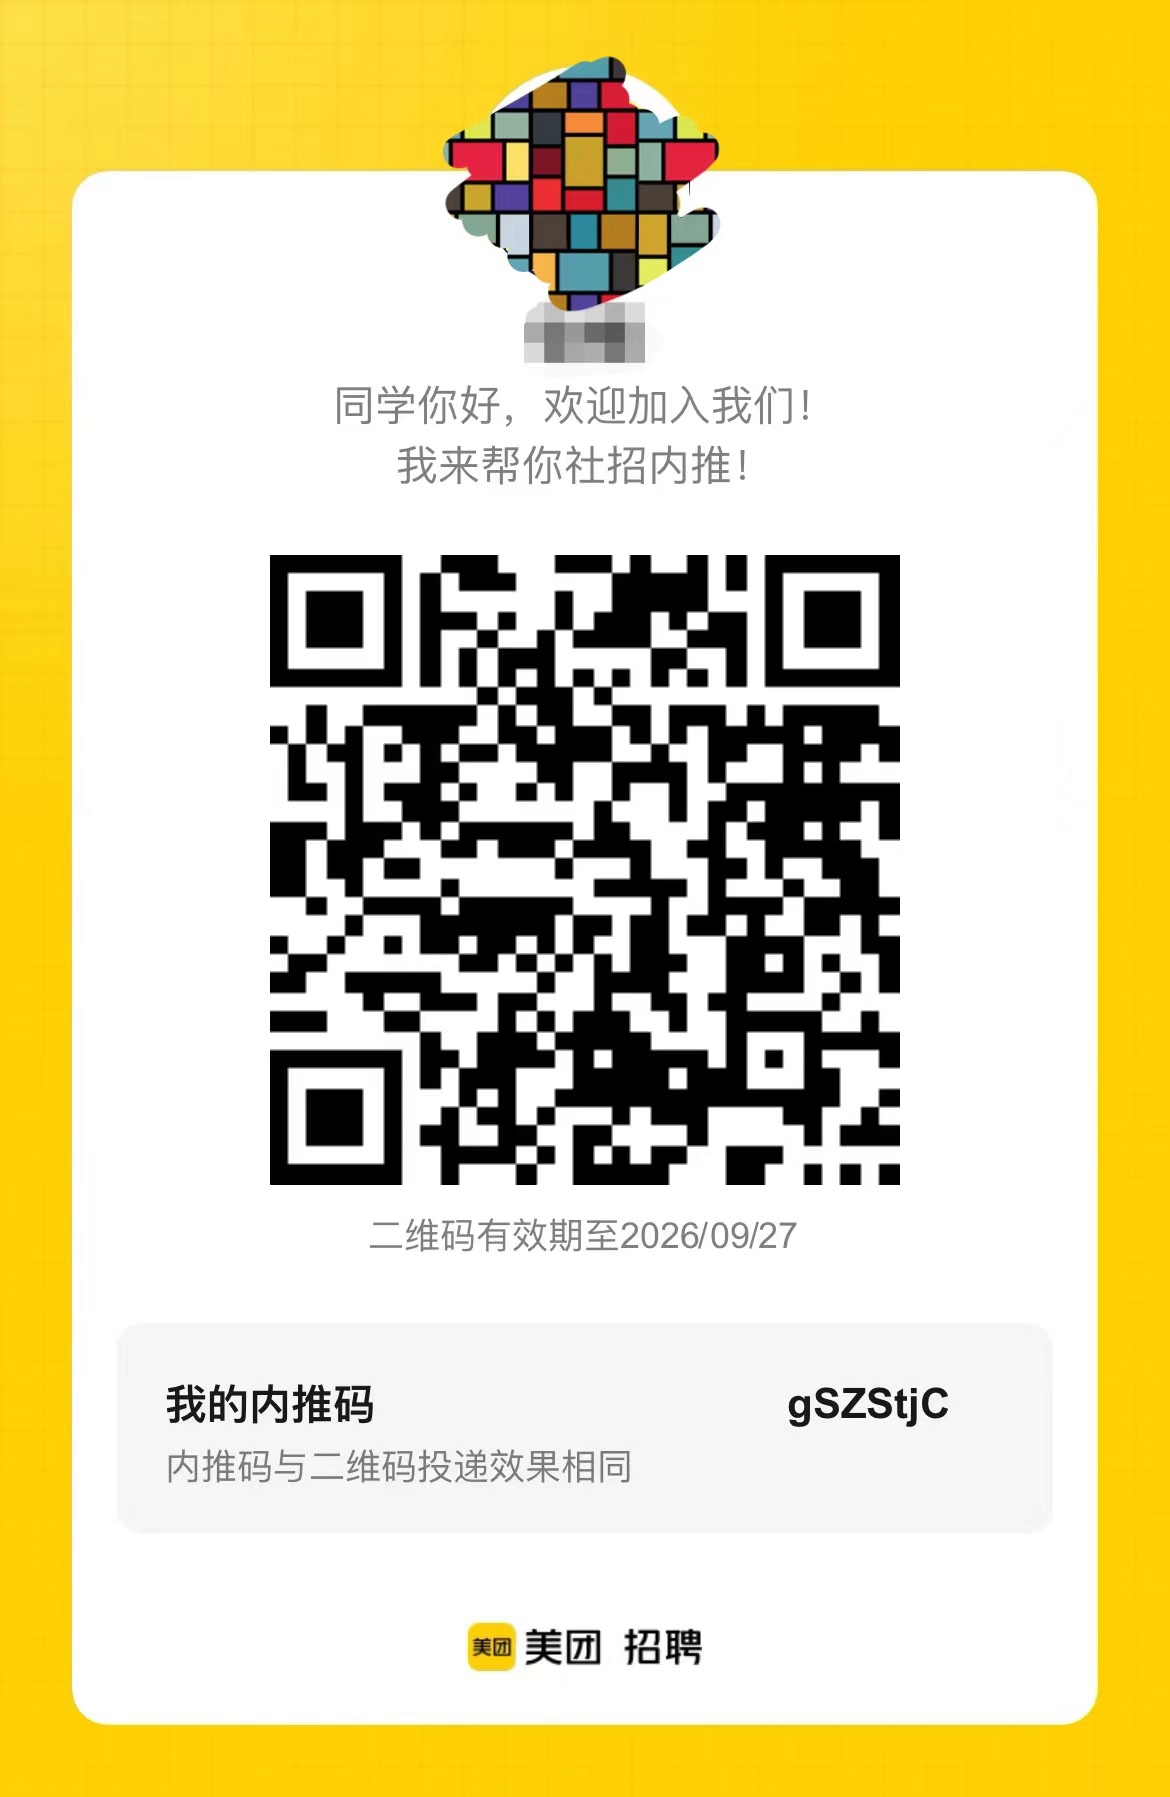 同学你好，欢迎加入我们！
我来帮你社招内推！
二维码有效期至2026/09/27
我的内推码 gSZStjC
内推码与二维码投递效果相同
美团 美团 招聘